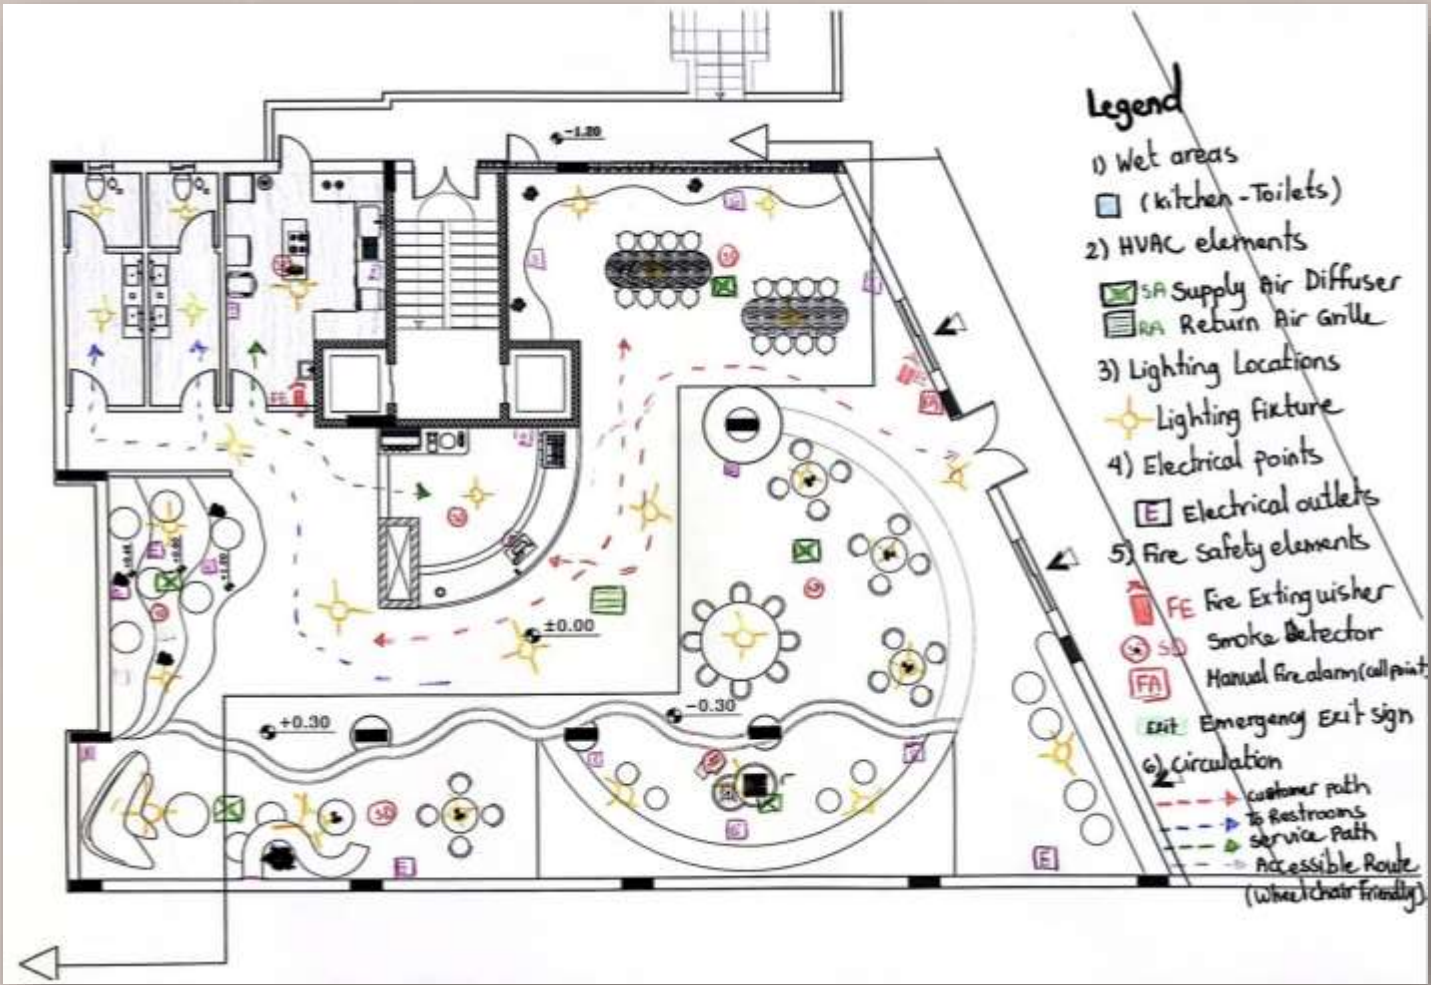 Legend
1) Wet areas
(kitchen - Toilets)
2) HVAC elements
SA Supply Air Diffuser
RA Return Air Grille
3) Lighting Locations
Lighting fixture
4) Electrical points
E Electrical outlets
5) Fire Safety elements
FE Fire Extinguisher
SD Smoke Detector
FA Manual fire alarm (call point)
Exit Emergency Exit sign
6) Circulation
customer path
To Restrooms
service path
Accessible Route
(Wheelchair Friendly)
-1.20
FE
FA
±0.00
+0.30
-0.30
SD
E
E